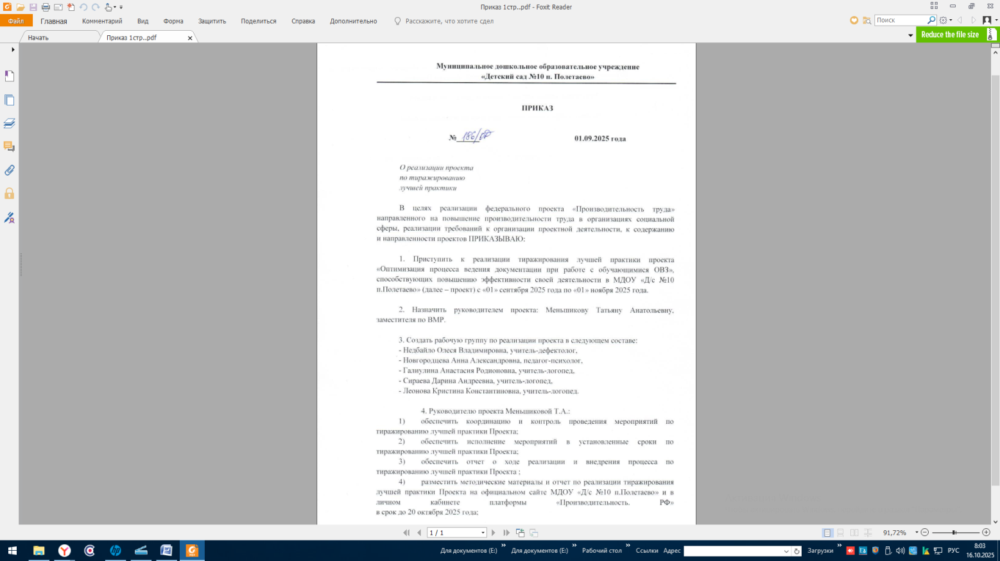 Приказ 1стр..pdf - Foxit Reader
Файл Главная Комментарий Вид Форма Защитить Поделиться Справка Дополнительно Расскажите, что хотите сдел Поиск
Начать Приказ 1стр..pdf Reduce the file size
Муниципальное дошкольное образовательное учреждение
«Детский сад №10 п. Полетаево»
ПРИКАЗ
№ 186/ОД 01.09.2025 года
О реализации проекта
по тиражированию
лучшей практики
В целях реализации федерального проекта «Производительность труда»
направленного на повышение производительности труда в организациях социальной
сферы, реализации требований к организации проектной деятельности, к содержанию
и направленности проектов ПРИКАЗЫВАЮ:
1. Приступить к реализации тиражирования лучшей практики проекта
«Оптимизация процесса ведения документации при работе с обучающимися ОВЗ»,
способствующих повышению эффективности своей деятельности в МДОУ «Д/с №10
п.Полетаево» (далее – проект) с «01» сентября 2025 года по «01» ноября 2025 года.
2. Назначить руководителем проекта: Меньшикову Татьяну Анатольевну,
заместителя по ВМР.
3. Создать рабочую группу по реализации проекта в следующем составе:
- Недбайло Олеся Владимировна, учитель-дефектолог,
- Новгородцева Анна Александровна, педагог-психолог,
- Галиулина Анастасия Родионовна, учитель-логопед,
- Сираева Дарина Андреевна, учитель-логопед,
- Леонова Кристина Константиновна, учитель-логопед.
4. Руководителю проекта Меньшиковой Т.А.:
1) обеспечить координацию и контроль проведения мероприятий по
тиражированию лучшей практики Проекта;
2) обеспечить исполнение мероприятий в установленные сроки по
тиражированию лучшей практики Проекта;
3) обеспечить отчет о ходе реализации и внедрения процесса по
тиражированию лучшей практики Проекта ;
4) разместить методические материалы и отчет по реализации тиражирования
лучшей практики Проекта на официальном сайте МДОУ «Д/с №10 п.Полетаево» и в
личном кабинете платформы «Производительность. РФ»
в срок до 20 октября 2025 года;
1 / 1 91,72%
Для документов (E:) Для документов (E:) Рабочий стол Ссылки Адрес Загрузки РУС 8:03
16.10.2025